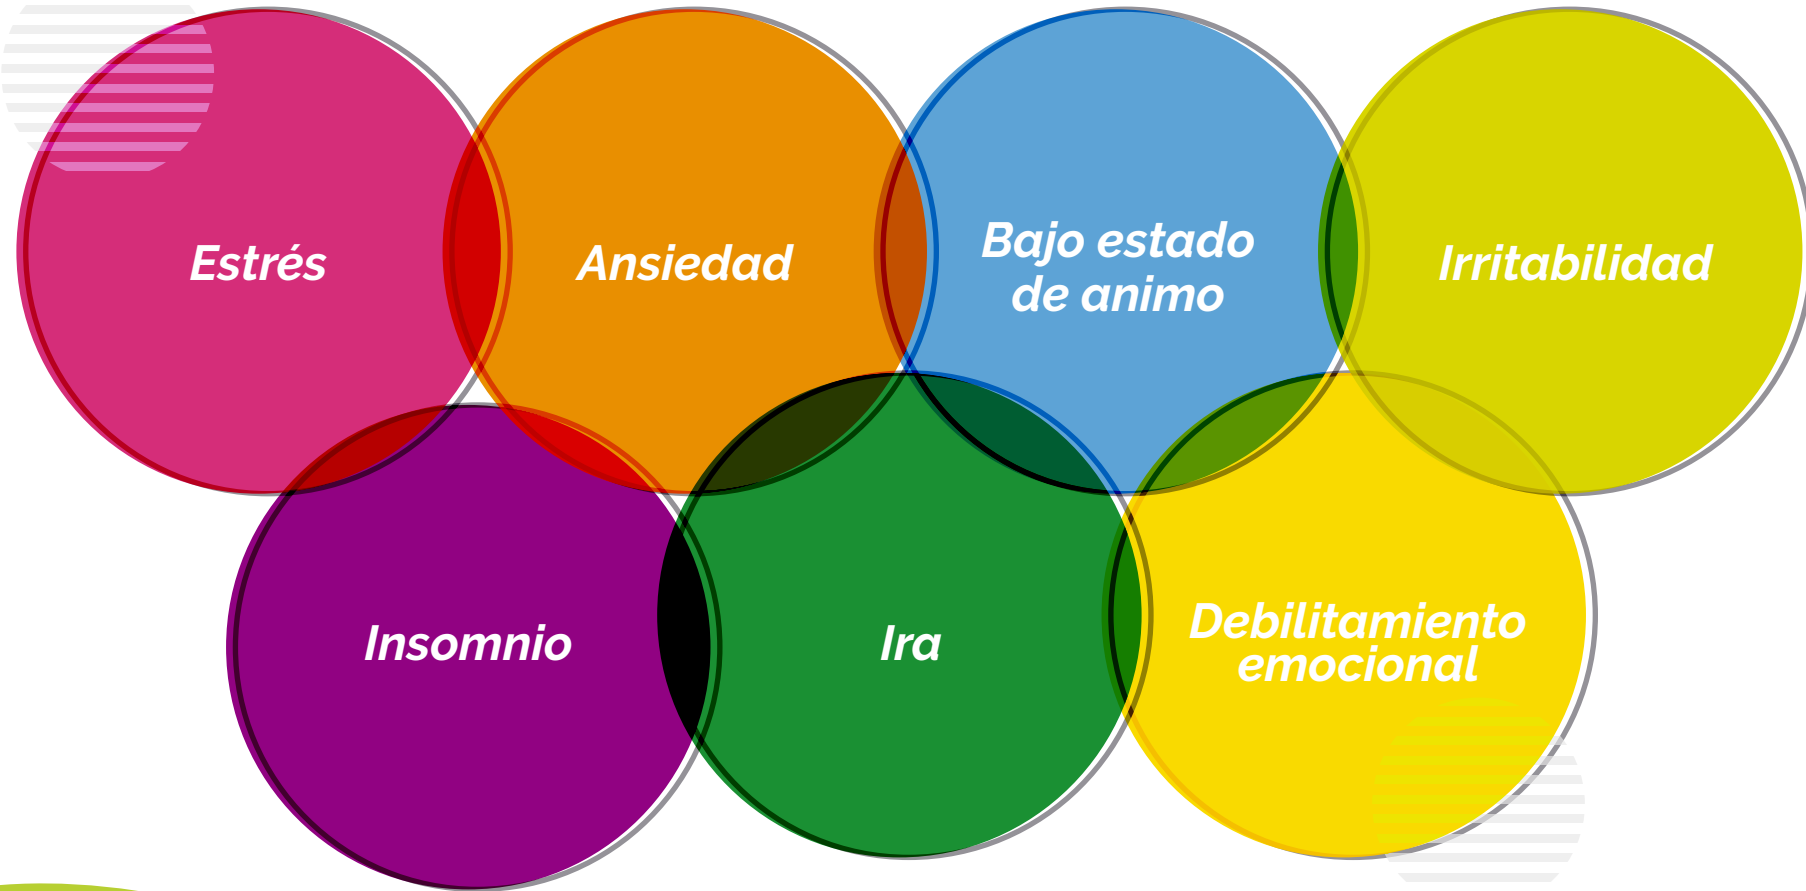 Estrés
Ansiedad
Bajo estado
de animo
Irritabilidad
Insomnio
Ira
Debilitamiento
emocional